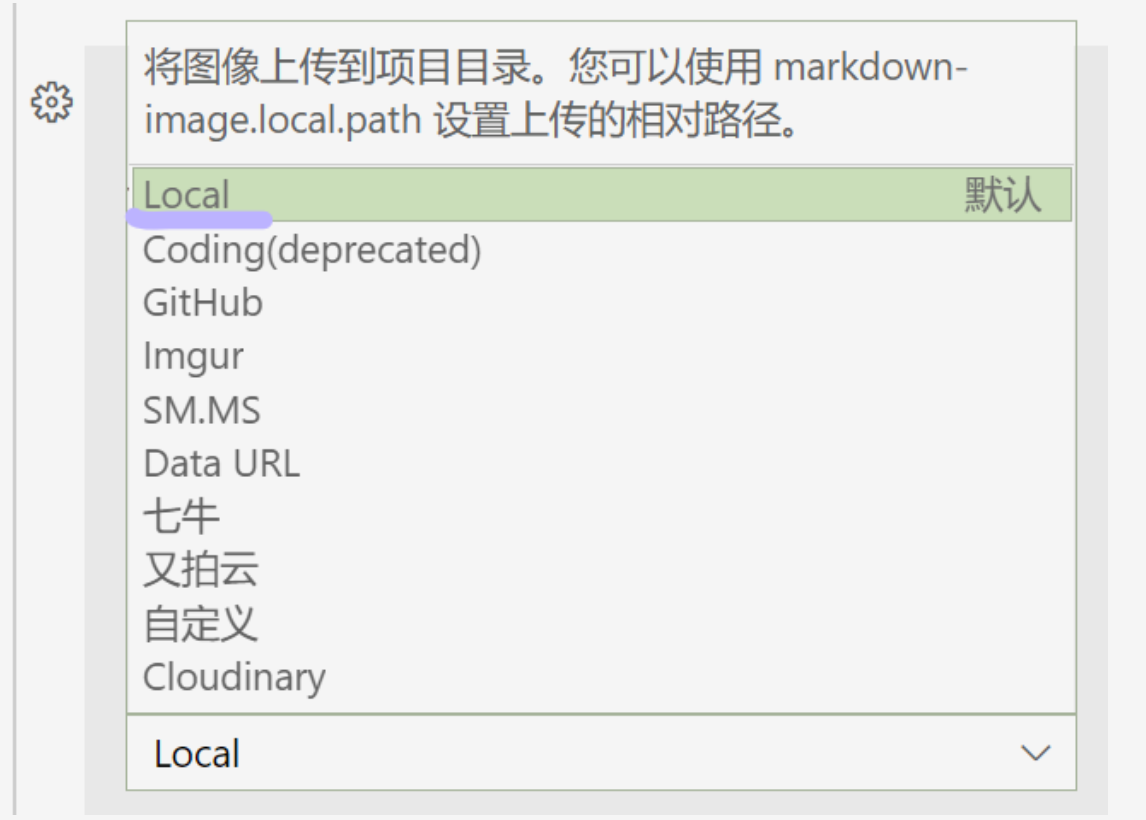 将图像上传到项目目录。您可以使用 markdown-
image.local.path 设置上传的相对路径。
Local 默认
Coding(deprecated)
GitHub
Imgur
SM.MS
Data URL
七牛
又拍云
自定义
Cloudinary
Local